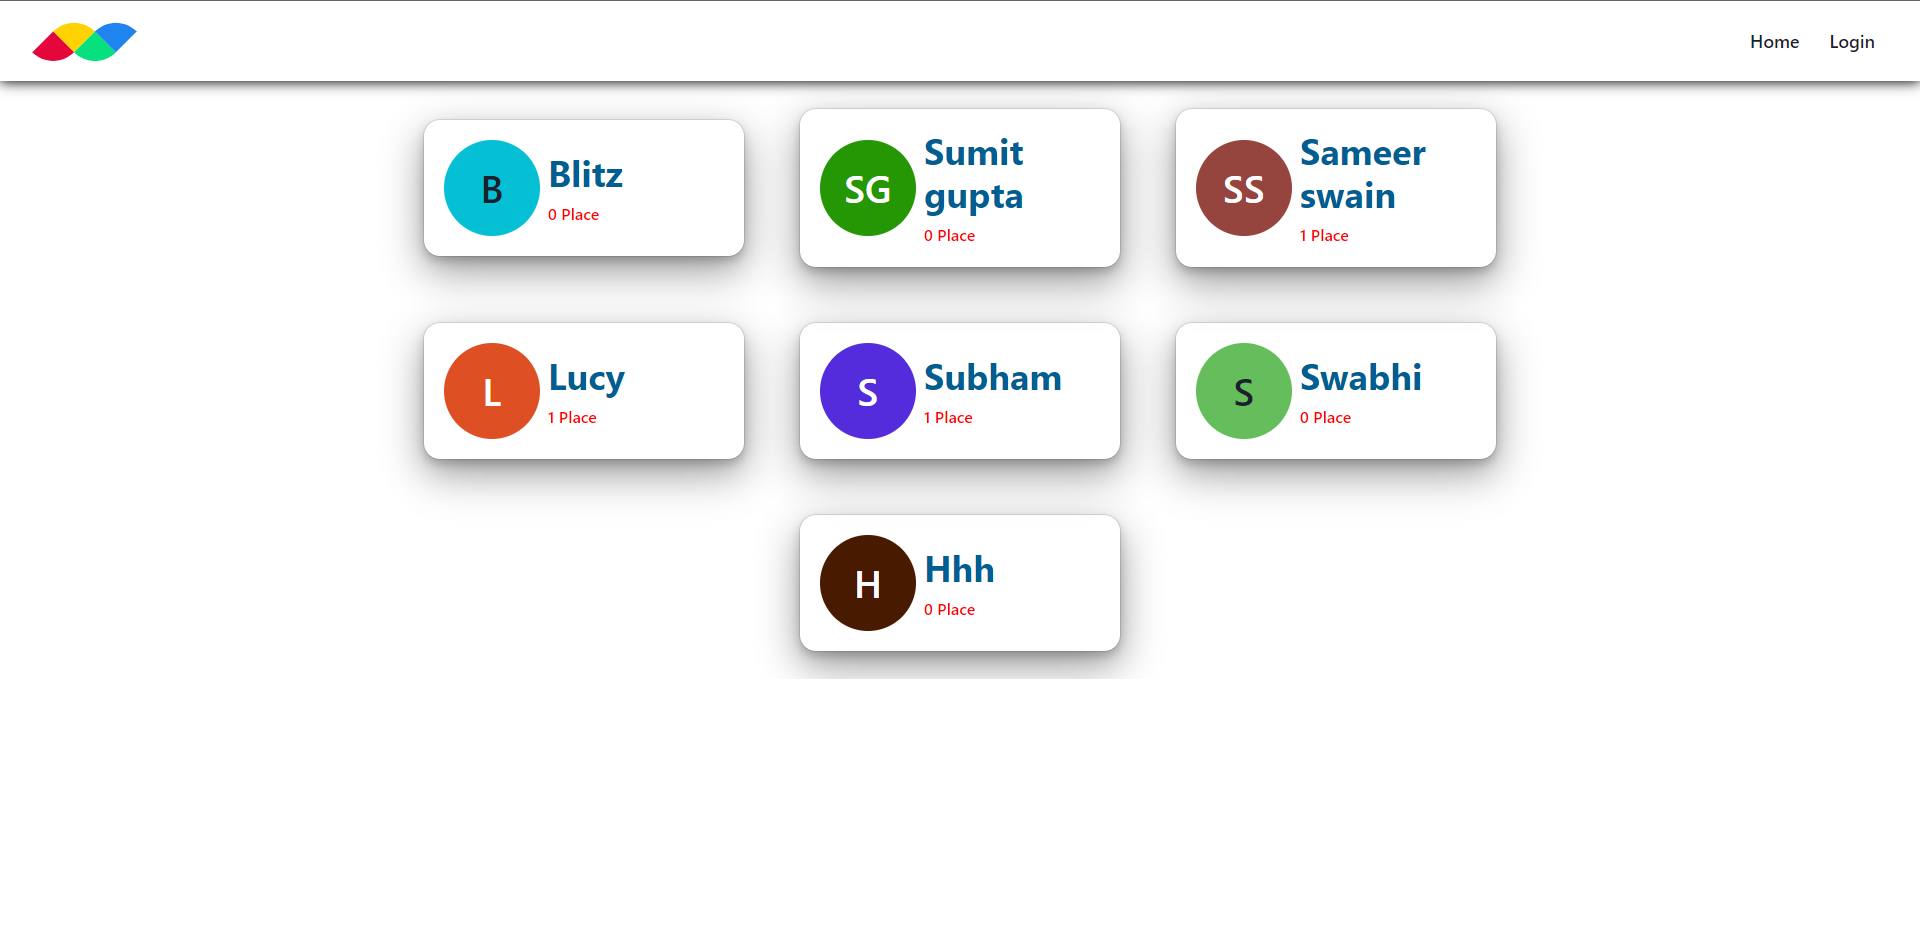 Home Login
B
Blitz
0 Place
SG
Sumit
gupta
0 Place
SS
Sameer
swain
1 Place
L
Lucy
1 Place
S
Subham
1 Place
S
Swabhi
0 Place
H
Hhh
0 Place